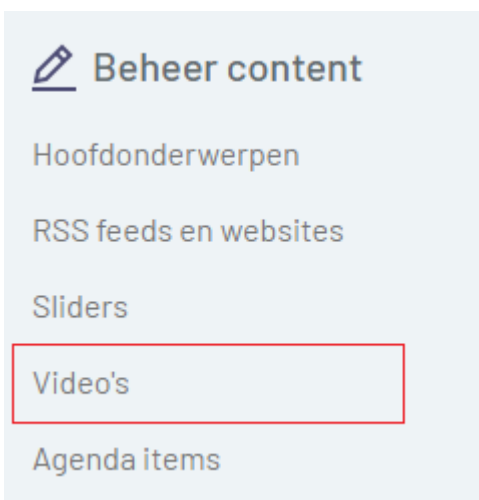 Beheer content
Hoofdonderwerpen
RSS feeds en websites
Sliders
Video's
Agenda items